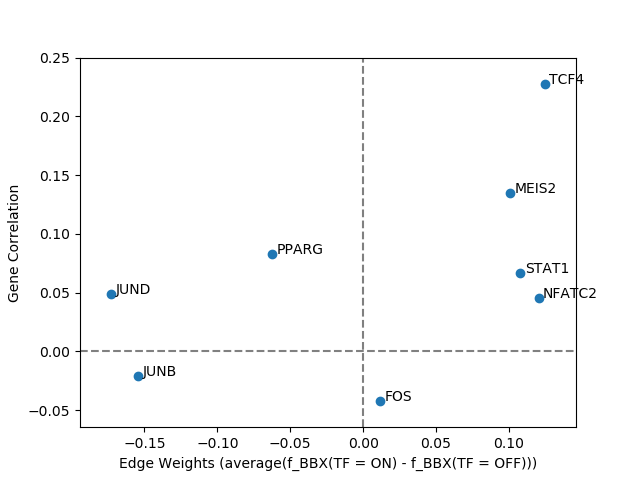 0.25
TCF4
0.20
0.15
MEIS2
0.10
PPARG
STAT1
0.05
JUND
NFATC2
0.00
JUNB
FOS
−0.05
Gene Correlation
−0.15 −0.10 −0.05 0.00 0.05 0.10
Edge Weights (average(f_BBX(TF = ON) - f_BBX(TF = OFF)))